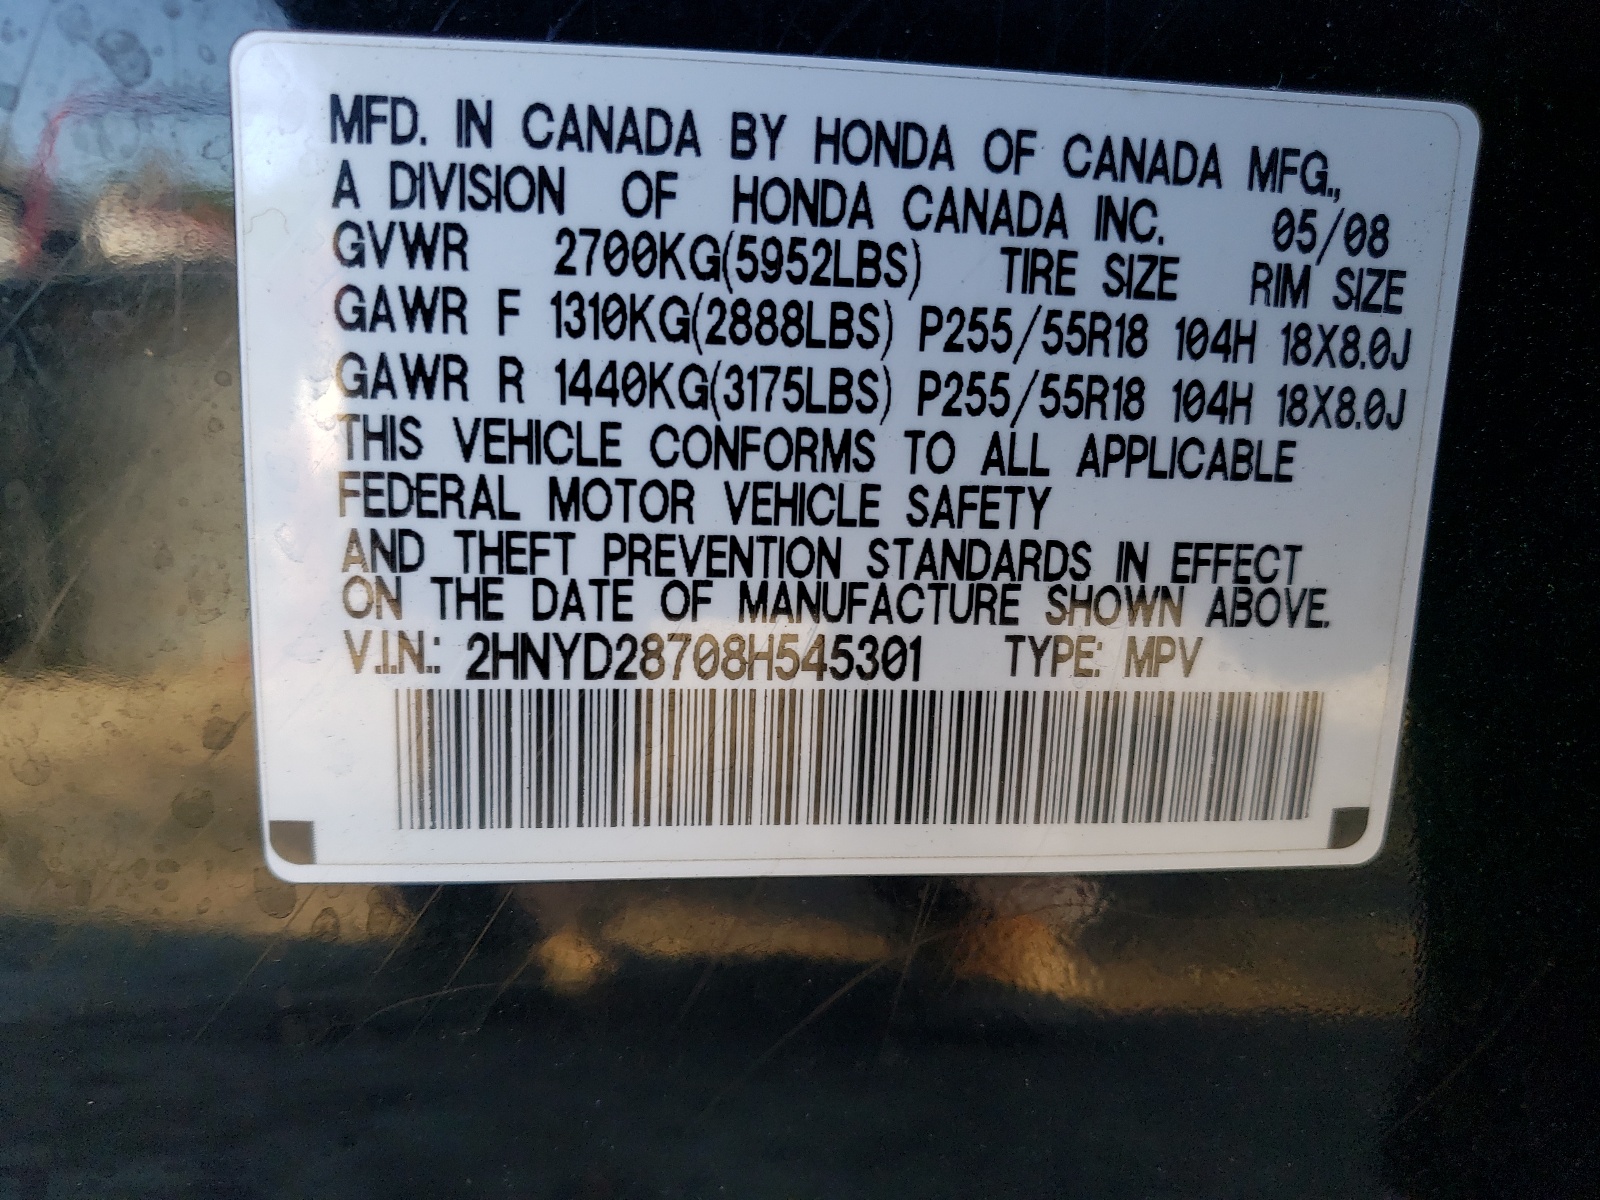 MFD. IN CANADA BY HONDA OF CANADA MFG.,
A DIVISION OF HONDA CANADA INC. 05/08
GVWR 2700KG(5952LBS) TIRE SIZE RIM SIZE
GAWR F 1310KG(2888LBS) P255/55R18 104H 18X8.0J
GAWR R 1440KG(3175LBS) P255/55R18 104H 18X8.0J
THIS VEHICLE CONFORMS TO ALL APPLICABLE
FEDERAL MOTOR VEHICLE SAFETY
AND THEFT PREVENTION STANDARDS IN EFFECT
ON THE DATE OF MANUFACTURE SHOWN ABOVE.
V.I.N.: 2HNYD28708H545301 TYPE: MPV